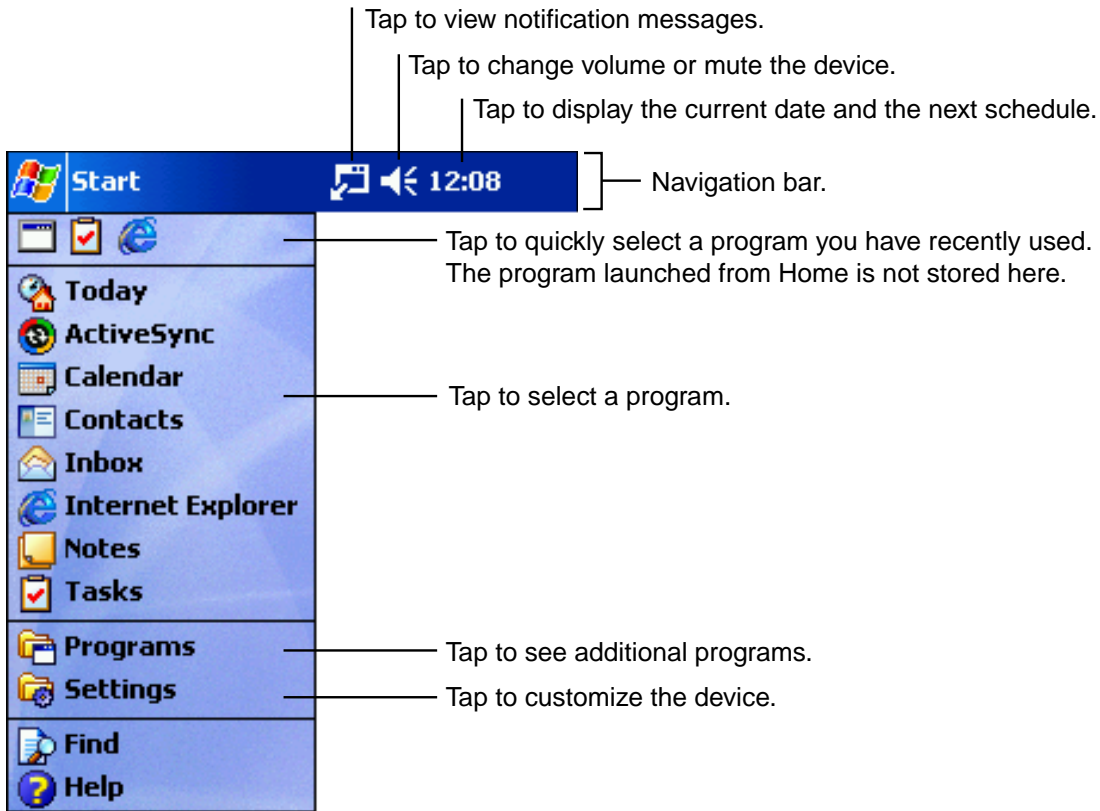 Tap to view notification messages.
Tap to change volume or mute the device.
Tap to display the current date and the next schedule.
Start
12:08
Navigation bar.
Tap to quickly select a program you have recently used.
The program launched from Home is not stored here.
Today
ActiveSync
Calendar
Tap to select a program.
Contacts
Inbox
Internet Explorer
Notes
Tasks
Programs
Tap to see additional programs.
Settings
Tap to customize the device.
Find
Help